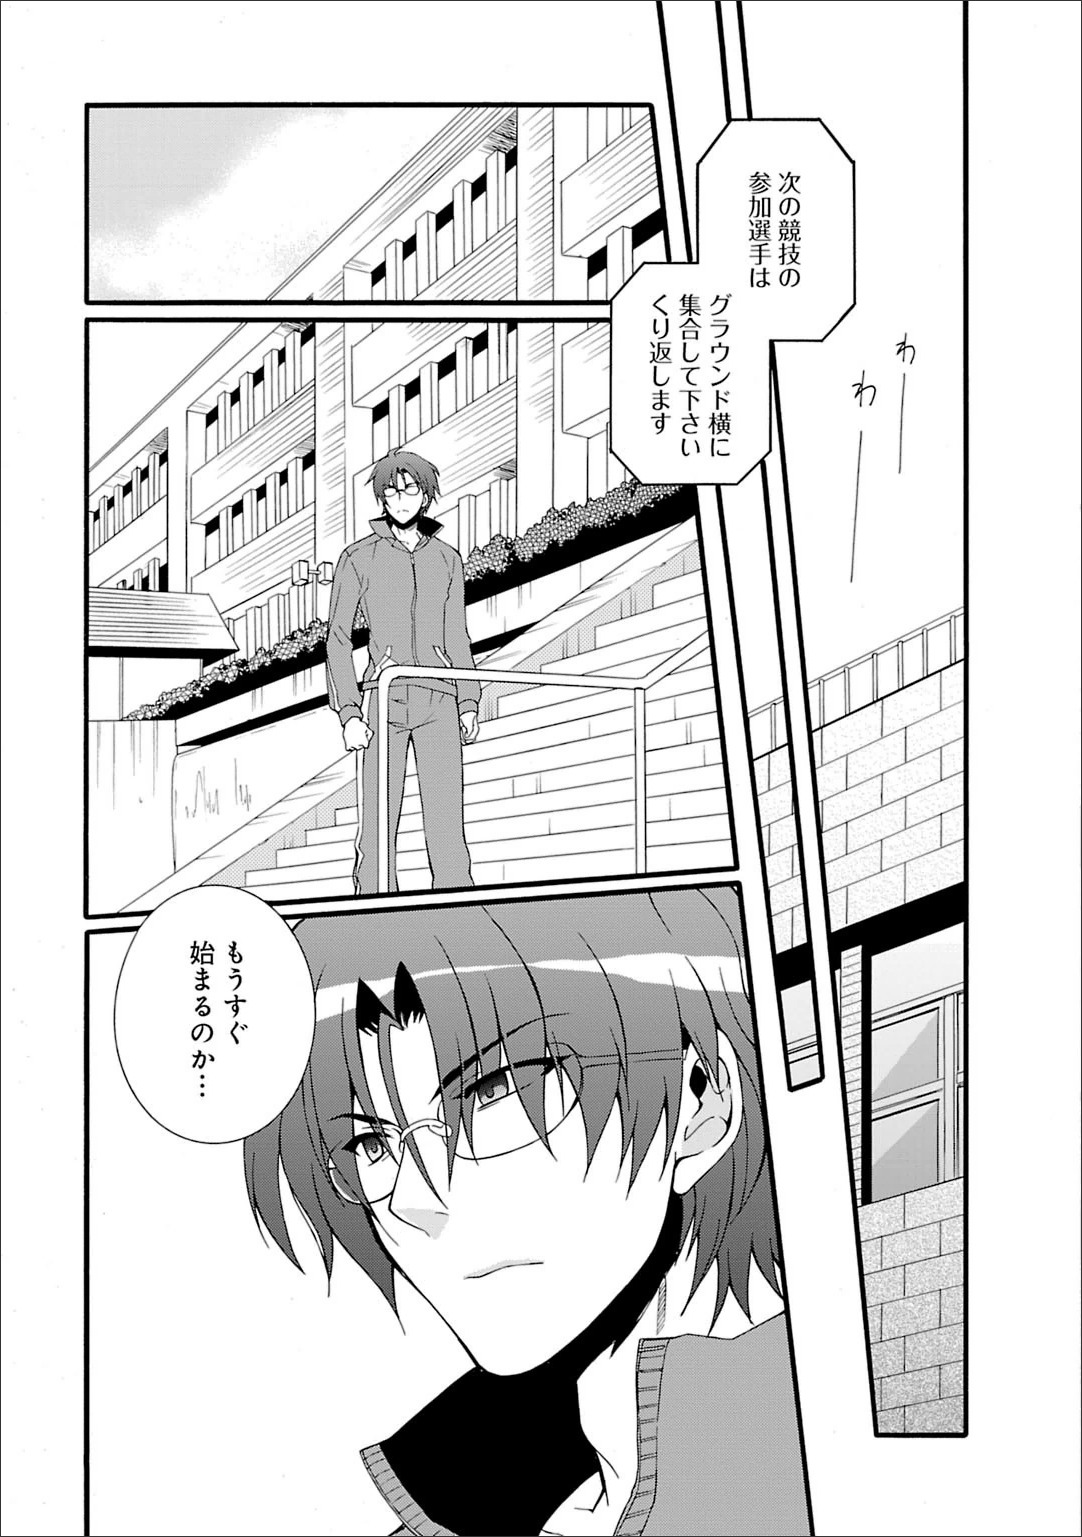 次の競技の
参加選手は
グラウンド横に
集合して下さい
くり返します
わ
わ
もうすぐ
始まるのか…